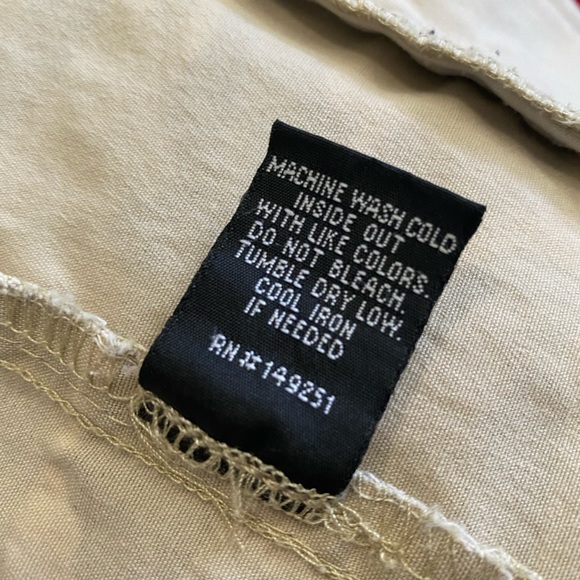 MACHINE WASH COLD
INSIDE OUT
WITH LIKE COLORS.
DO NOT BLEACH.
TUMBLE DRY LOW.
COOL IRON
IF NEEDED
RN#149251